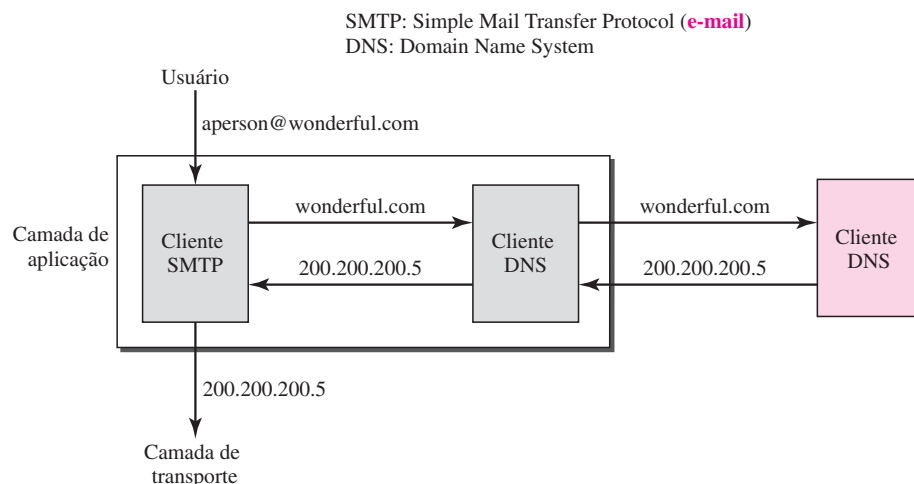 SMTP: Simple Mail Transfer Protocol (e-mail)
DNS: Domain Name System
Usuário
aperson@wonderful.com
Camada de
aplicação
Cliente
SMTP
wonderful.com
200.200.200.5
Cliente
DNS
wonderful.com
200.200.200.5
Cliente
DNS
200.200.200.5
Camada de
transporte